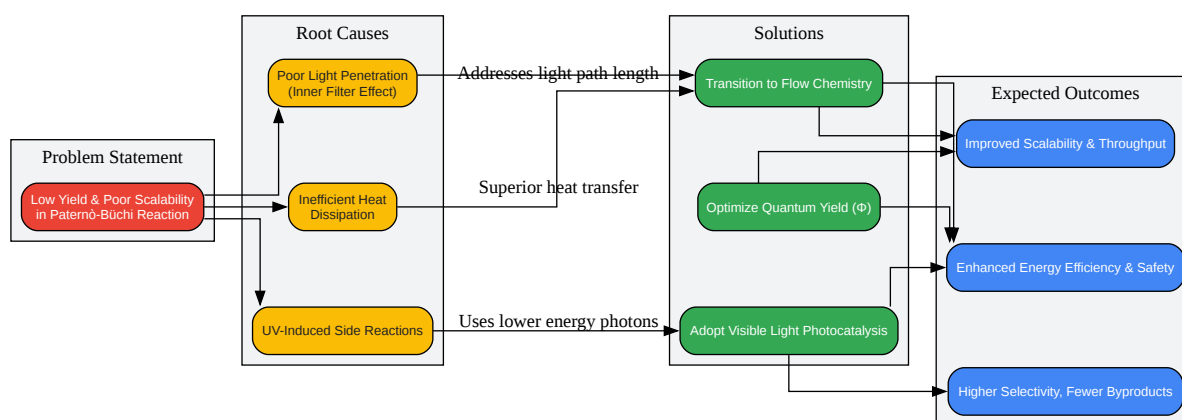 Problem Statement
Low Yield & Poor Scalability
in Paternò-Büchi Reaction
Root Causes
Poor Light Penetration
(Inner Filter Effect)
Inefficient Heat
Dissipation
UV-Induced Side Reactions
Addresses light path length
Superior heat transfer
Uses lower energy photons
Solutions
Transition to Flow Chemistry
Optimize Quantum Yield (Φ)
Adopt Visible Light Photocatalysis
Expected Outcomes
Improved Scalability & Throughput
Enhanced Energy Efficiency & Safety
Higher Selectivity, Fewer Byproducts